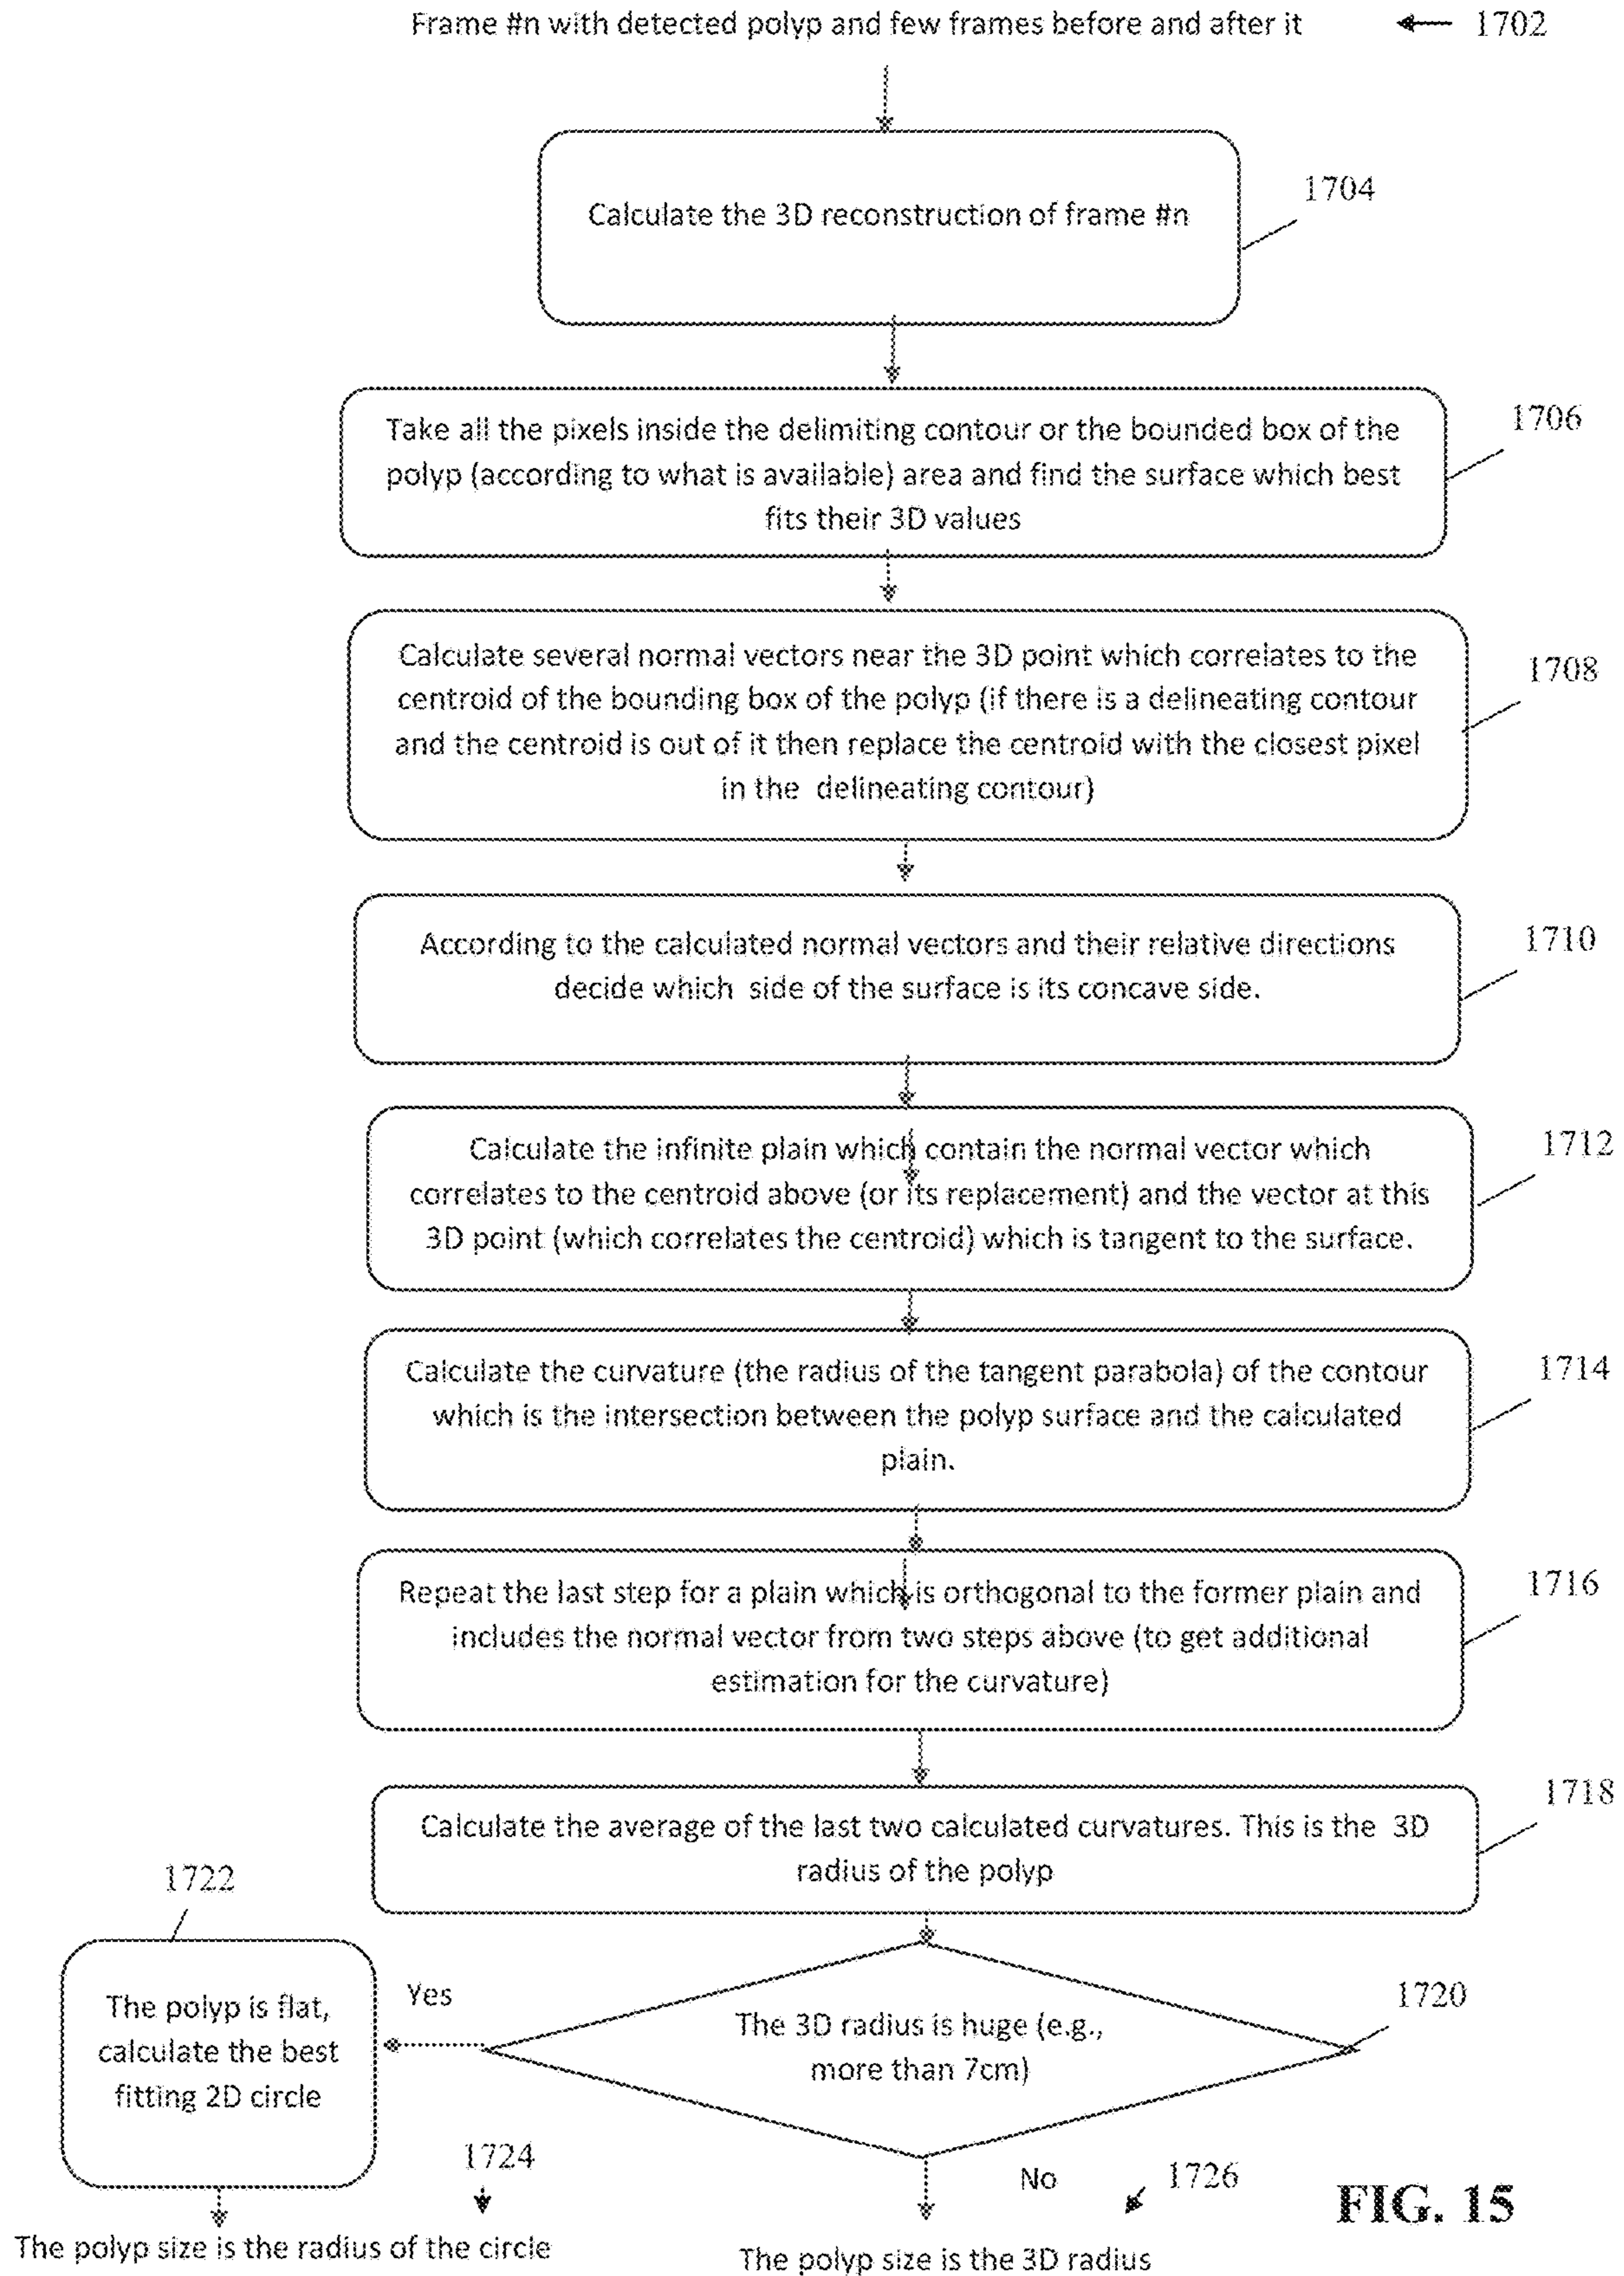 Frame #n with detected polyp and few frames before and after it
1702
Calculate the 3D reconstruction of frame #n
1704
Take all the pixels inside the delimiting contour or the bounded box of the
polyp (according to what is available) area and find the surface which best
fits their 3D values
1706
Calculate several normal vectors near the 3D point which correlates to the
centroid of the bounding box of the polyp (if there is a delineating contour
and the centroid is out of it then replace the centroid with the closest pixel
in the delineating contour)
1708
According to the calculated normal vectors and their relative directions
decide which side of the surface is its concave side.
1710
Calculate the infinite plain which contain the normal vector which
correlates to the centroid above (or its replacement) and the vector at this
3D point (which correlates the centroid) which is tangent to the surface.
1712
Calculate the curvature (the radius of the tangent parabola) of the contour
which is the intersection between the polyp surface and the calculated
plain.
1714
Repeat the last step for a plain which is orthogonal to the former plain and
includes the normal vector from two steps above (to get additional
estimation for the curvature)
1716
Calculate the average of the last two calculated curvatures. This is the 3D
radius of the polyp
1718
1722
The polyp is flat,
calculate the best
fitting 2D circle
Yes
The 3D radius is huge (e.g.,
more than 7cm)
1720
1724
No
1726
The polyp size is the radius of the circle
The polyp size is the 3D radius
FIG. 15